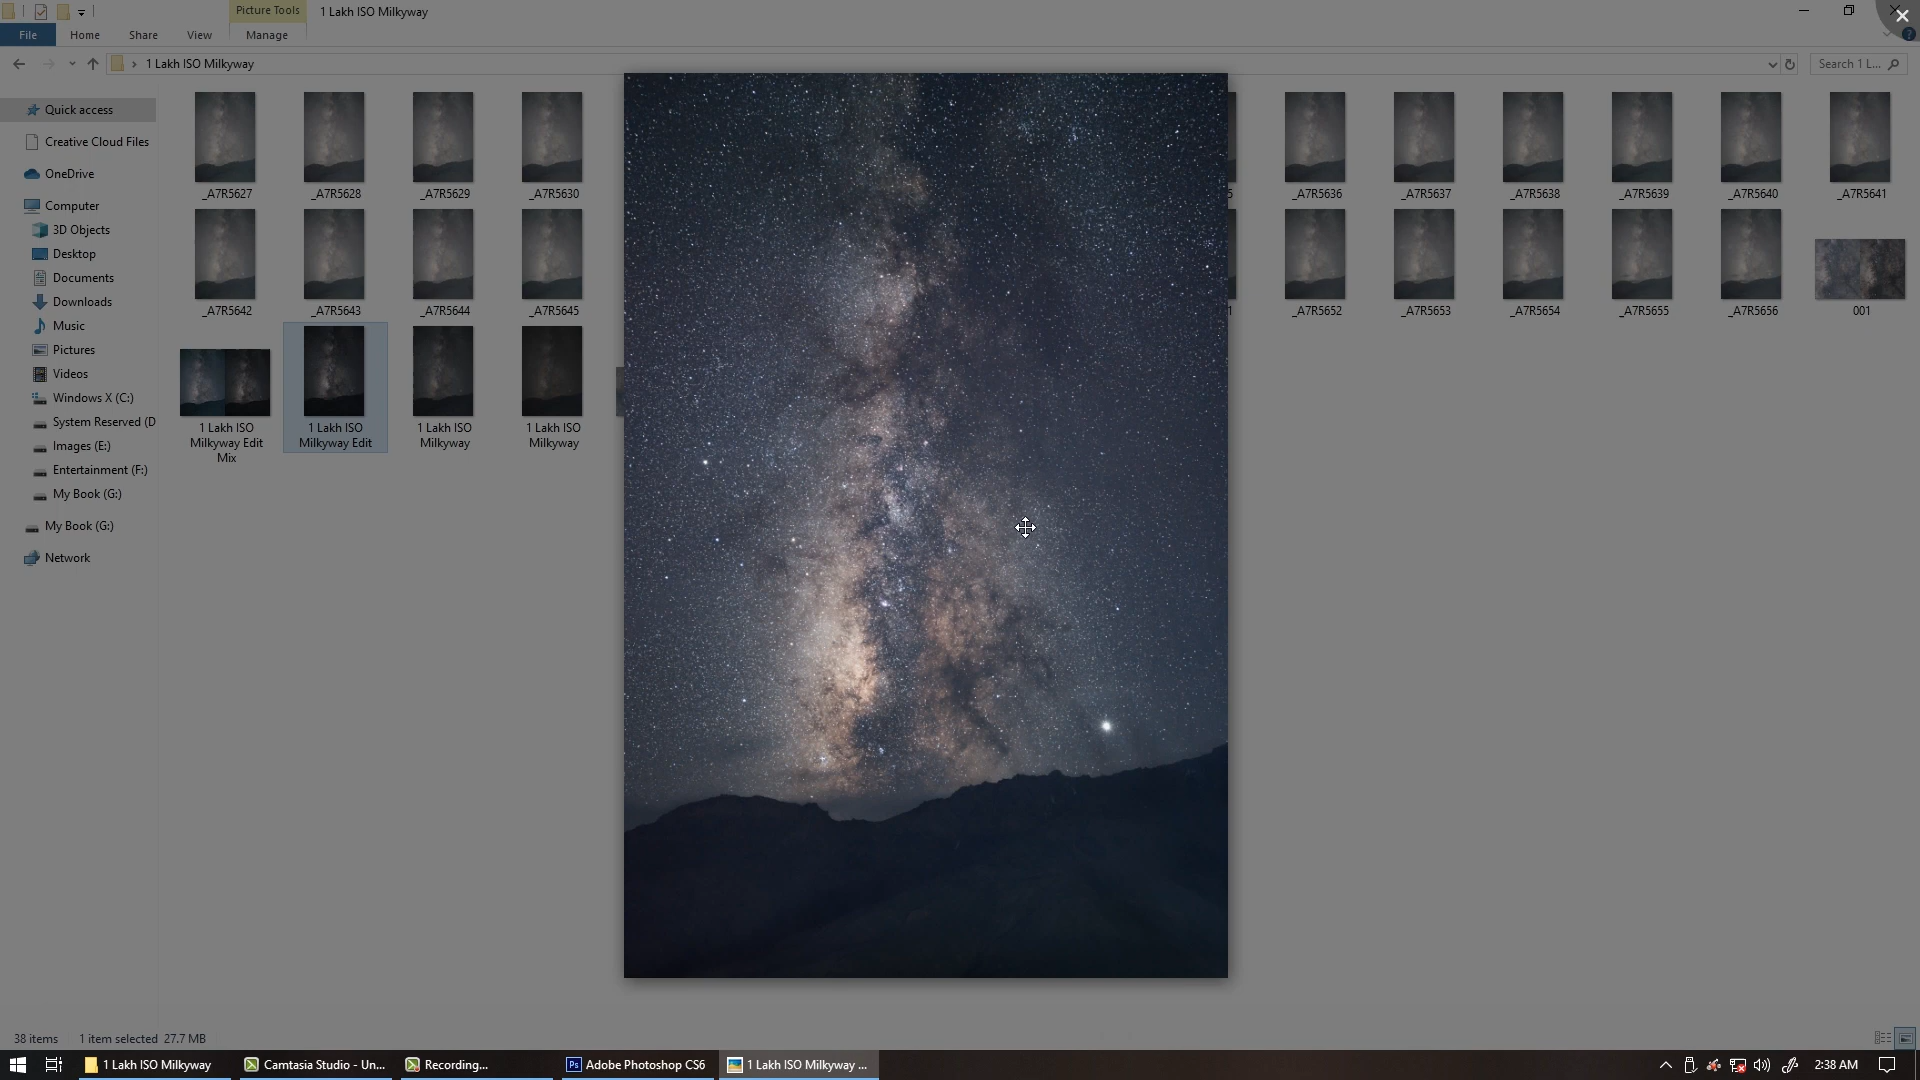 Picture Tools
1 Lakh ISO Milkyway
File
Home
Share
View
Manage
1 Lakh ISO Milkyway
Search 1 L...
Quick access
Creative Cloud Files
OneDrive
Computer
3D Objects
Desktop
Documents
Downloads
Music
Pictures
Videos
Windows X (C:)
System Reserved (D
Images (E:)
Entertainment (F:)
My Book (G:)
My Book (G:)
Network
_A7R5627
_A7R5628
_A7R5629
_A7R5630
5
_A7R5636
_A7R5637
_A7R5638
_A7R5639
_A7R5640
_A7R5641
_A7R5642
_A7R5643
_A7R5644
_A7R5645
1
_A7R5652
_A7R5653
_A7R5654
_A7R5655
_A7R5656
001
1 Lakh ISO
Milkyway Edit
Mix
1 Lakh ISO
Milkyway Edit
1 Lakh ISO
Milkyway
1 Lakh ISO
Milkyway
38 items
1 item selected 27.7 MB
1 Lakh ISO Milkyway
Camtasia Studio - Un...
Recording...
Ps
Adobe Photoshop CS6
1 Lakh ISO Milkyway ...
2:38 AM